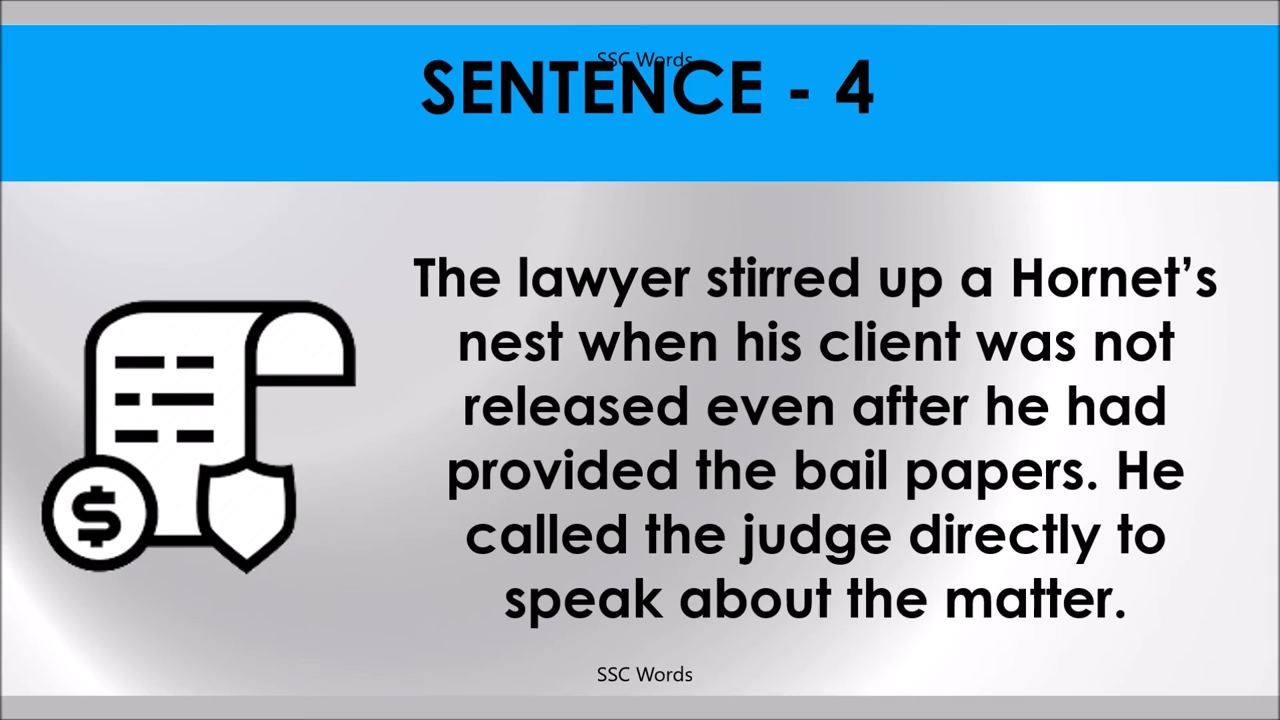 SSC Words
SENTENCE - 4
The lawyer stirred up a Hornet’s
nest when his client was not
released even after he had
provided the bail papers. He
called the judge directly to
speak about the matter.
SSC Words